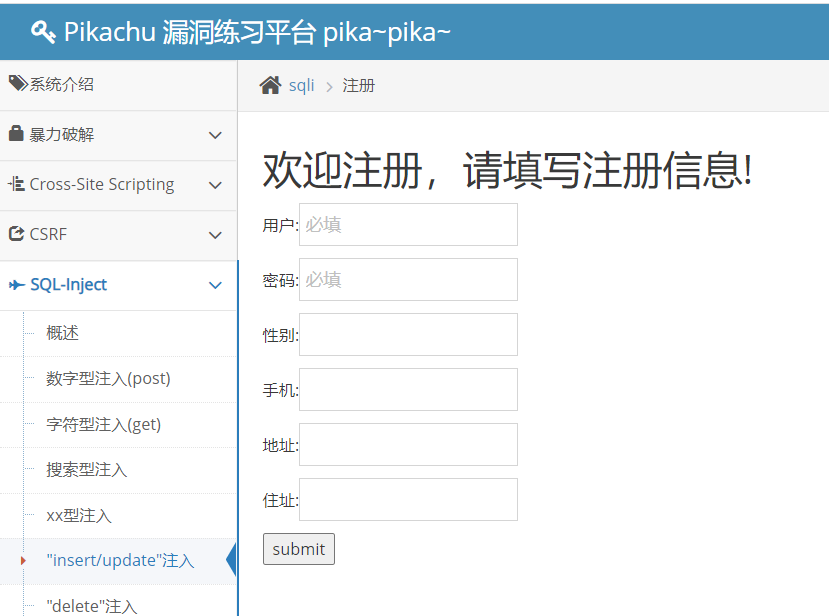 Pikachu 漏洞练习平台 pika~pika~
系统介绍
暴力破解
Cross-Site Scripting
CSRF
SQL-Inject
概述
数字型注入(post)
字符型注入(get)
搜索型注入
xx型注入
"insert/update"注入
"delete"注入
sqli > 注册
欢迎注册，请填写注册信息!
用户: 必填
密码: 必填
性别:
手机:
地址:
住址:
submit